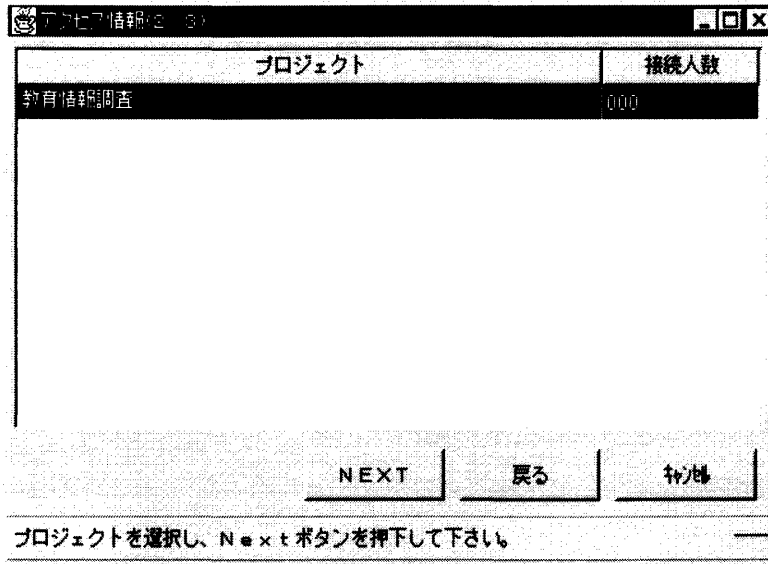 アクセア情報(2 3)
プロジェクト 接続人数
教育情報調査 000
NEXT 戻る ｷｬﾝｾﾙ
プロジェクトを選択し、Nextボタンを押下して下さい。